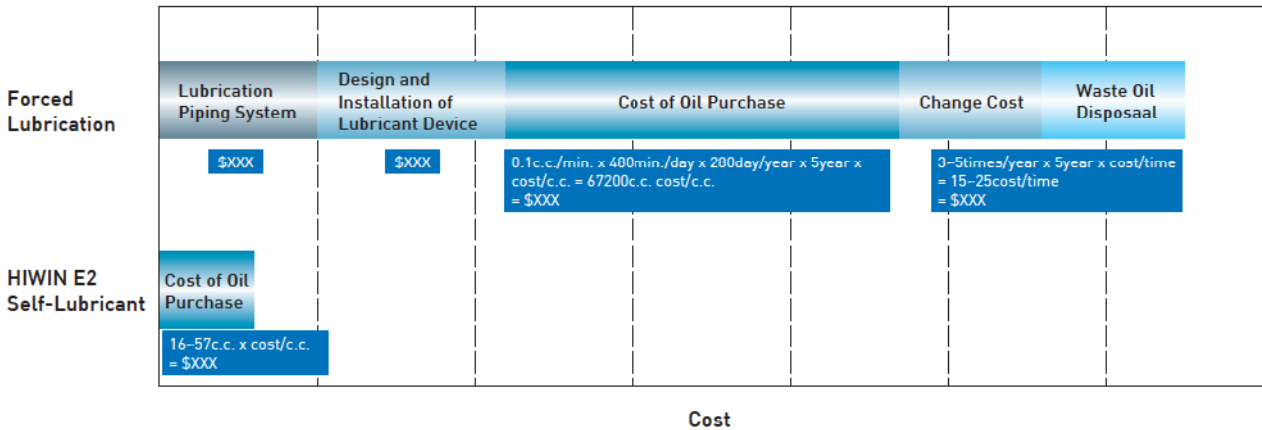 Forced
Lubrication
Lubrication
Piping System
Design and
Installation of
Lubricant Device
Cost of Oil Purchase
Change Cost
Waste Oil
Disposaal
$XXX
$XXX
0.1c.c./min. x 480min./day x 280day/year x 5year x
cost/c.c. = 67200c.c. cost/c.c.
= $XXX
3–5times/year x 5year x cost/time
= 15–25cost/time
= $XXX
HIWIN E2
Self-Lubricant
Cost of Oil
Purchase
16–57c.c. x cost/c.c.
= $XXX
Cost